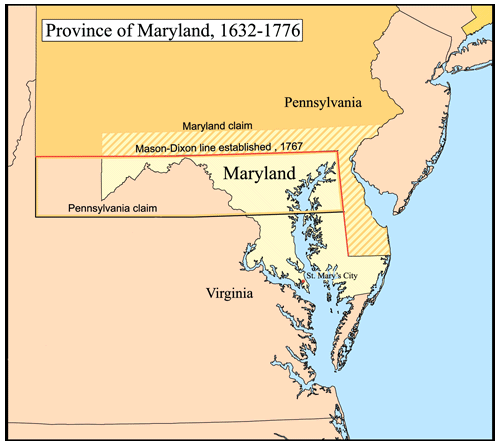 Province of Maryland, 1632-1776
Pennsylvania
Maryland claim
Mason-Dixon line established , 1767
Maryland
Pennsylvania claim
St. Mary's City
Virginia